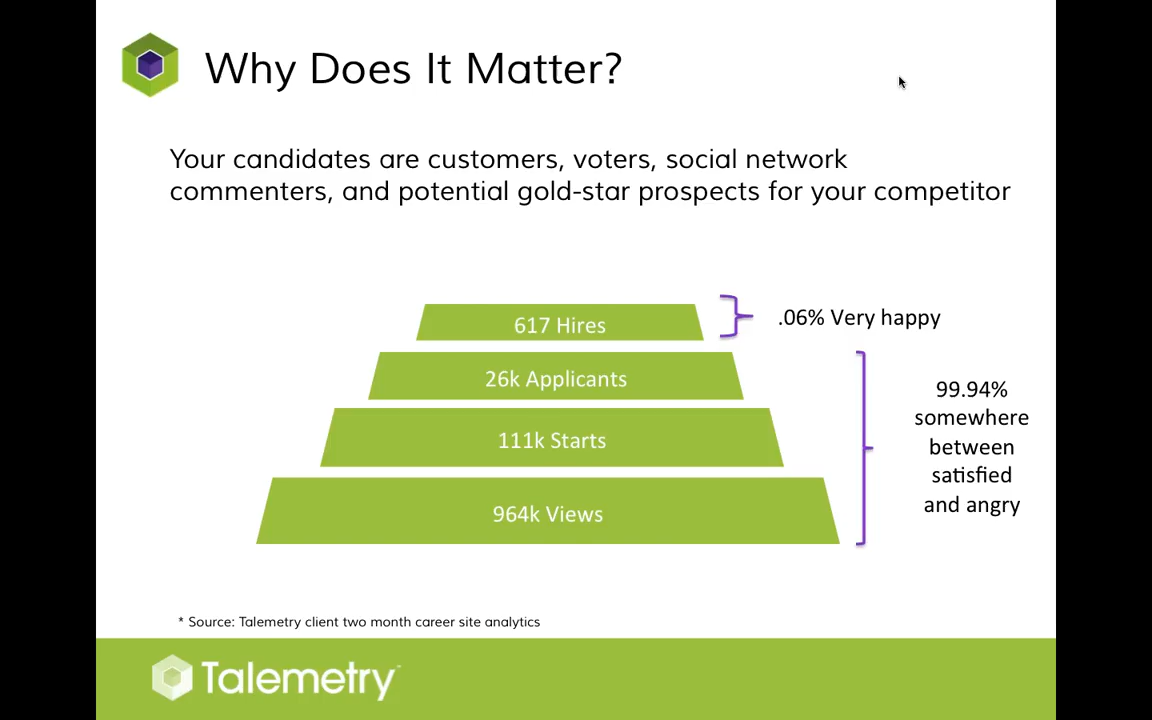 Why Does It Matter?
Your candidates are customers, voters, social network
commenters, and potential gold-star prospects for your competitor
617 Hires
.06% Very happy
26k Applicants
111k Starts
964k Views
99.94%
somewhere
between
satisfied
and angry
* Source: Talemetry client two month career site analytics
Talemetry